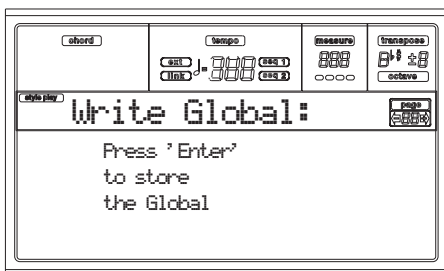 chord tempo measure transpose
ext seq 1
link seq 2
octave
style play
Write Global:
page
Press 'Enter'
to store
the Global